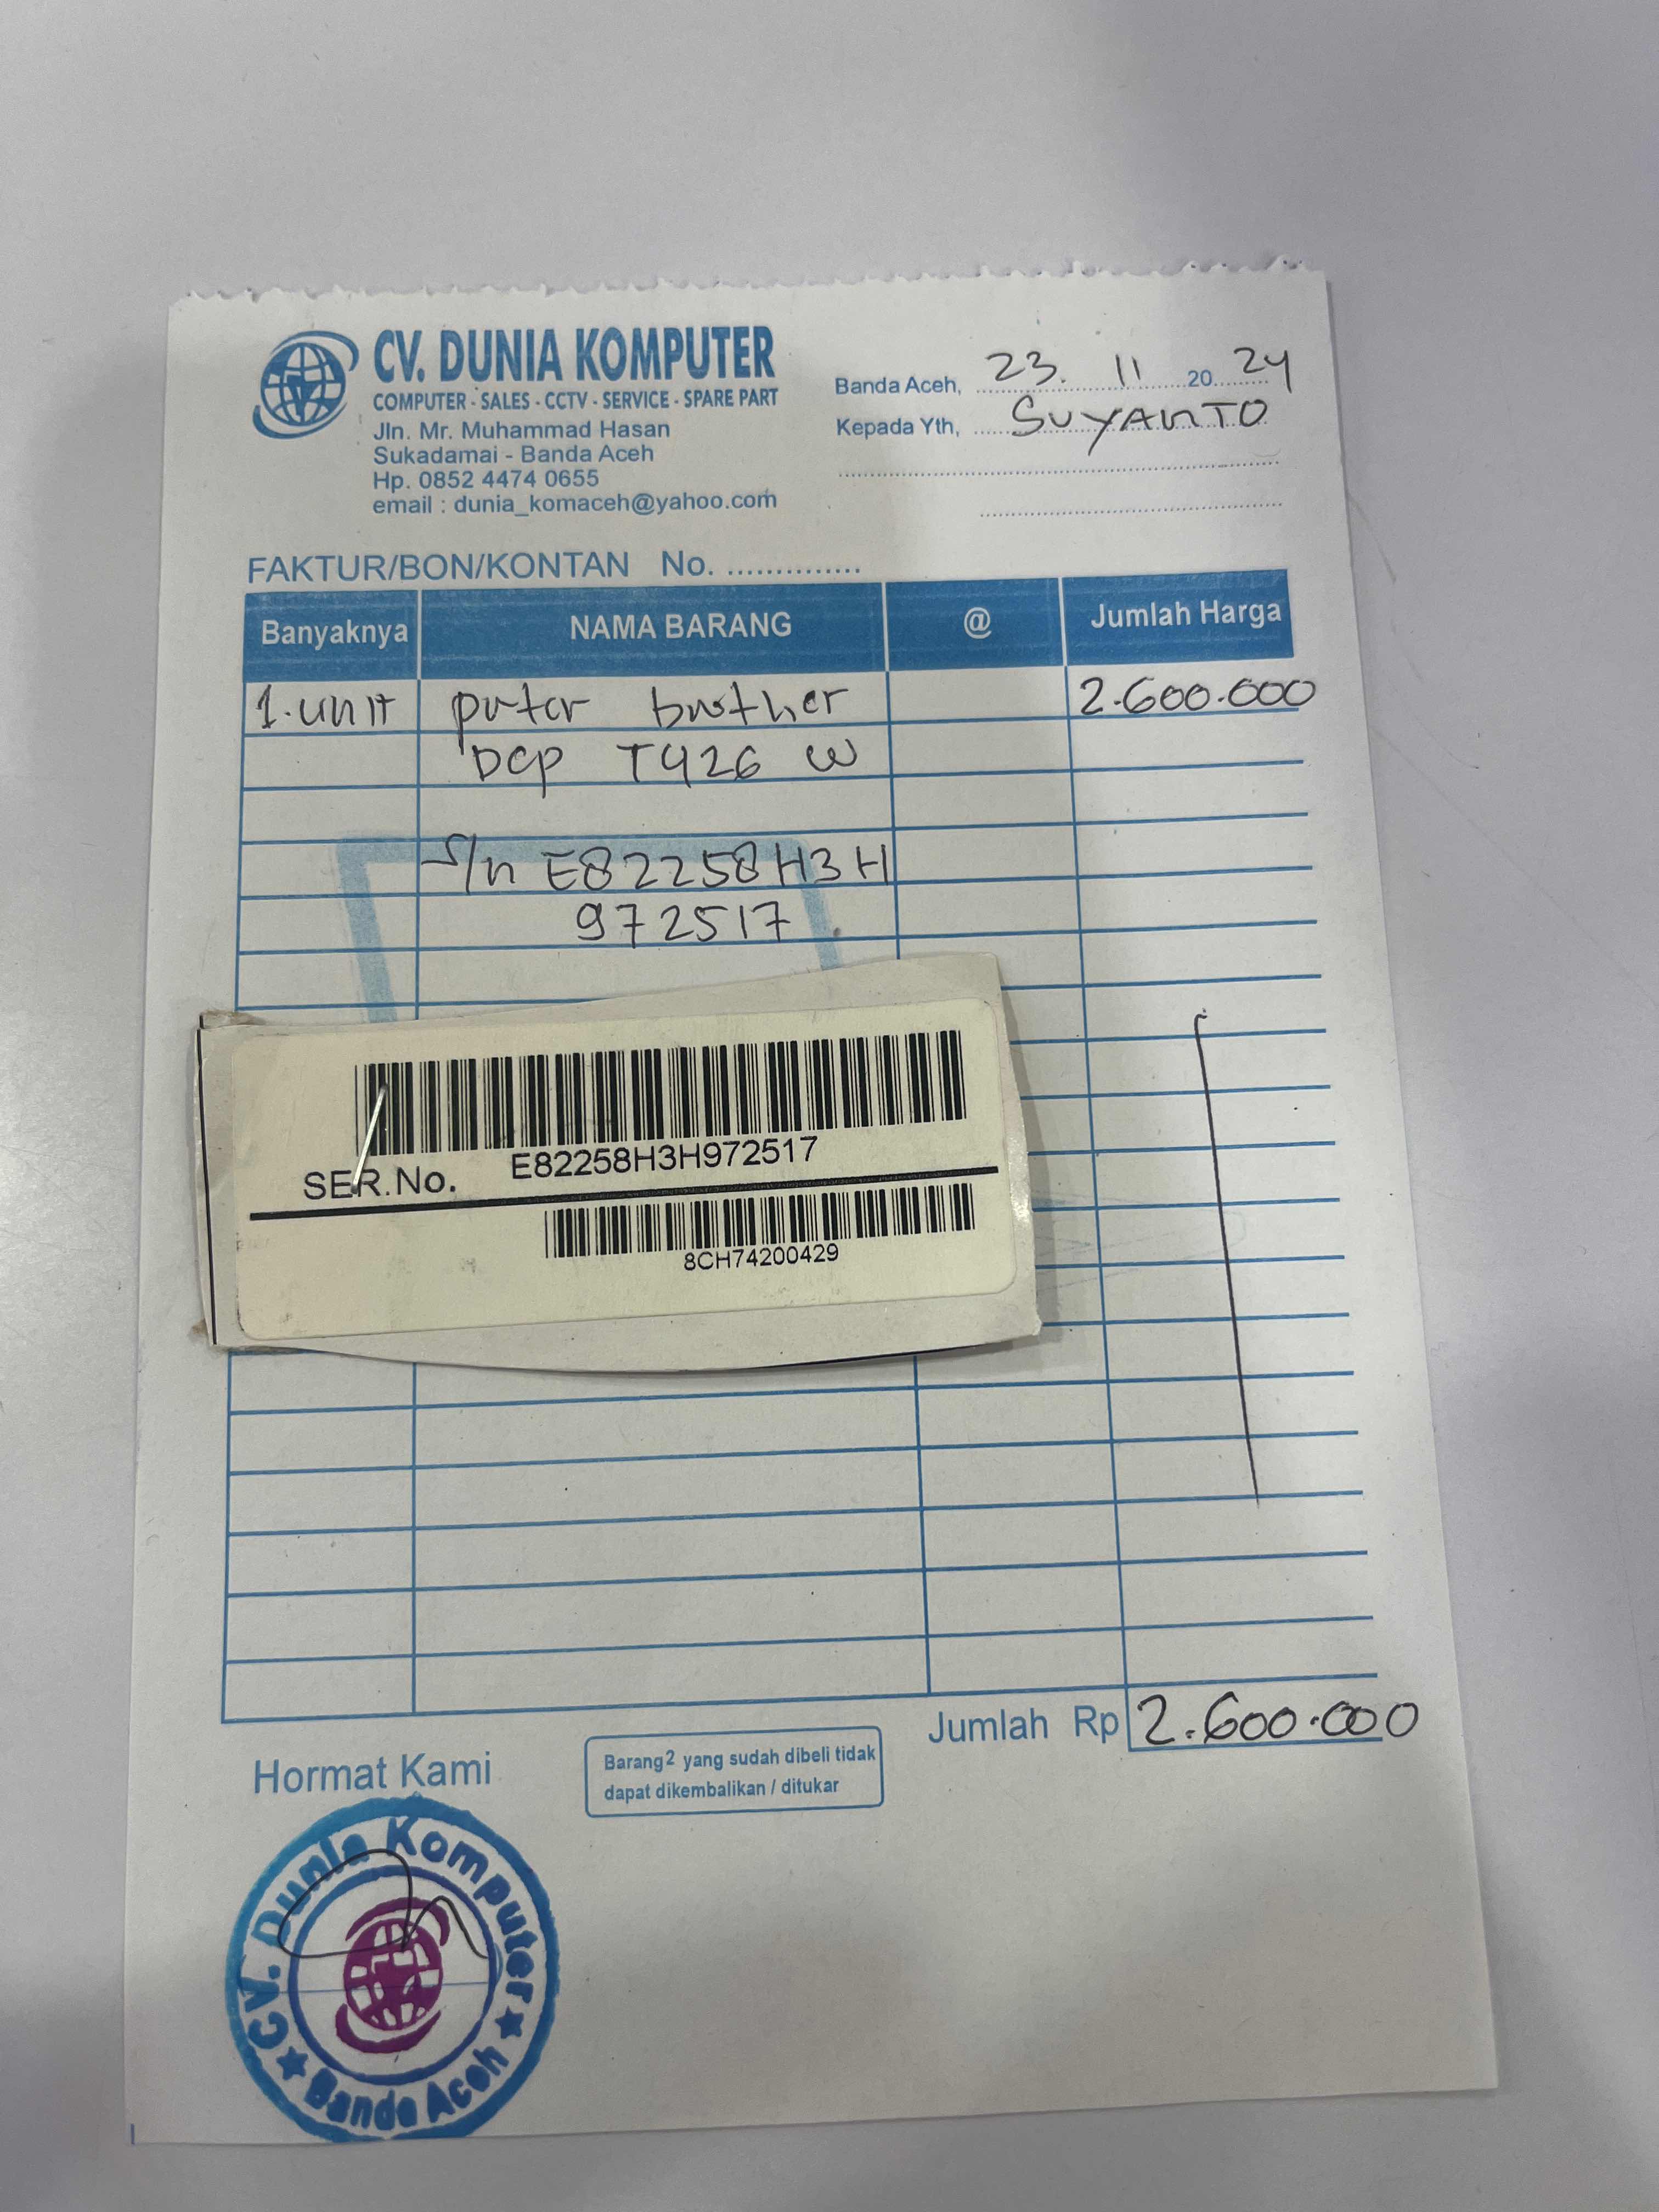 CV. DUNIA KOMPUTER
COMPUTER - SALES - CCTV - SERVICE - SPARE PART
Jln. Mr. Muhammad Hasan
Sukadamai - Banda Aceh
Hp. 0852 4474 0655
email : dunia_komaceh@yahoo.com
Banda Aceh, 23. 11 20 24
Kepada Yth, SUYANTO
FAKTUR/BON/KONTAN No. ..............
Banyaknya NAMA BARANG @ Jumlah Harga
1. unit printer brother 2.600.000
DCP T426 W
S/n E82258H3H
972517
SER.No. E82258H3H972517
8CH74200429
Jumlah Rp 2.600.000
Hormat Kami
Barang2 yang sudah dibeli tidak
dapat dikembalikan / ditukar
CV. Dunia Komputer
Banda Aceh